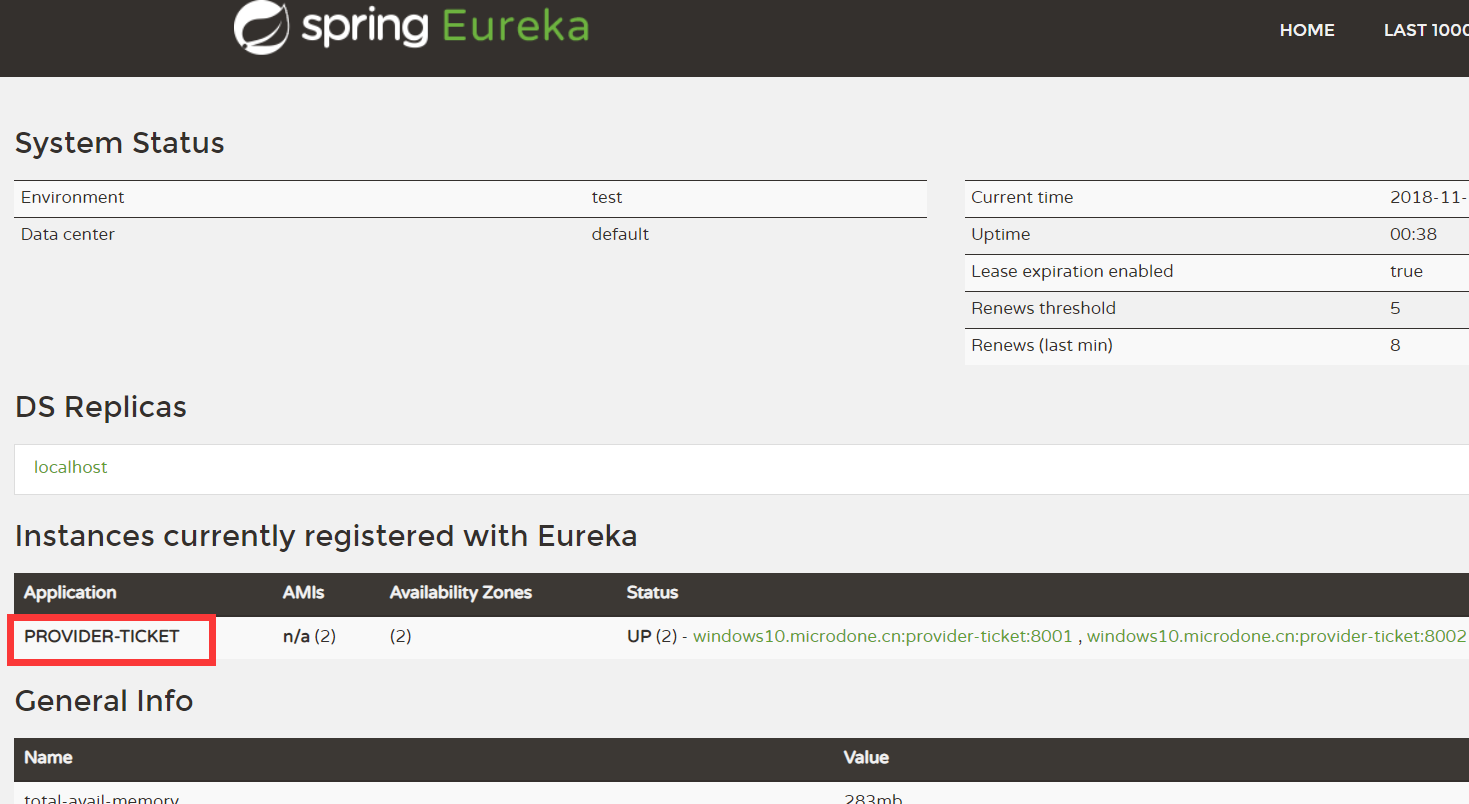 spring Eureka
HOME LAST 1000
System Status
Environment test
Data center default
Current time 2018-11-
Uptime 00:38
Lease expiration enabled true
Renews threshold 5
Renews (last min) 8
DS Replicas
localhost
Instances currently registered with Eureka
Application AMIs Availability Zones Status
PROVIDER-TICKET n/a (2) (2) UP (2) - windows10.microdone.cn:provider-ticket:8001 , windows10.microdone.cn:provider-ticket:8002
General Info
Name Value
total-avail-memory 283mb